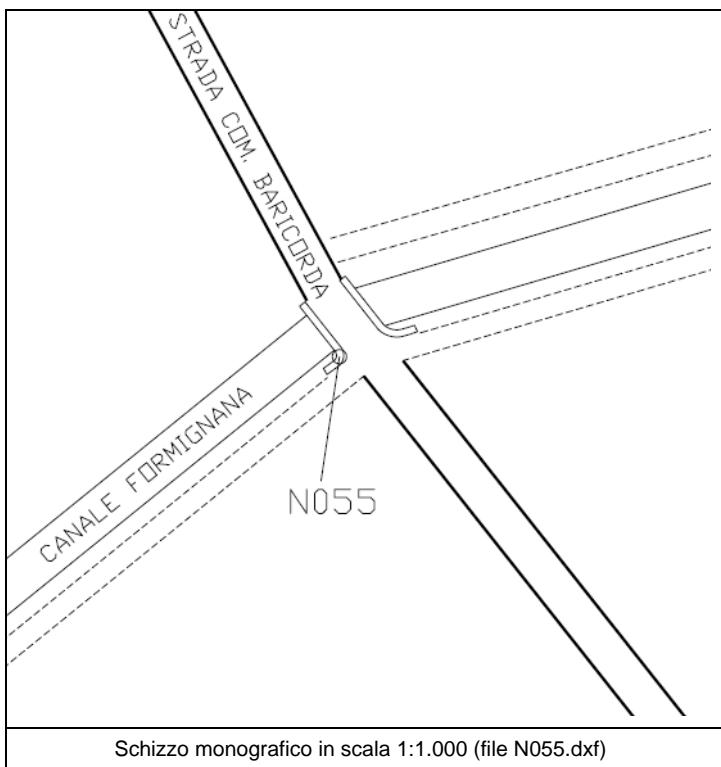 STRADA COM. BARICORDA
CANALE FORMIGNANA
N055
Schizzo monografico in scala 1:1.000 (file N055.dxf)